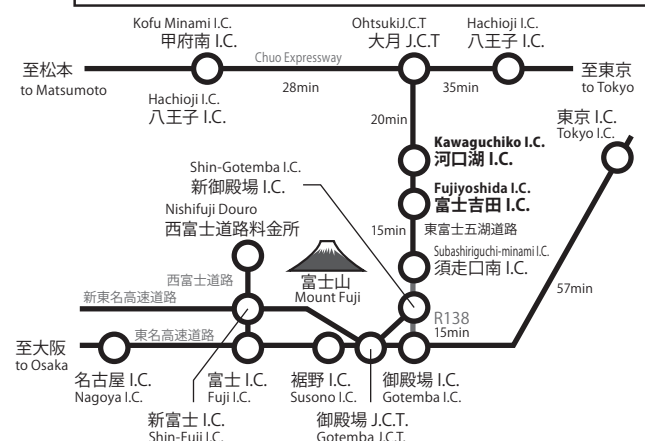 Kofu Minami I.C.
甲府南 I.C.
OhtsukiJ.C.T
大月 J.C.T
Hachioji I.C.
八王子 I.C.
至松本
to Matsumoto
Chuo Expressway
28min
35min
至東京
to Tokyo
Hachioji I.C.
八王子 I.C.
20min
東京 I.C.
Tokyo I.C.
Kawaguchiko I.C.
河口湖 I.C.
Shin-Gotemba I.C.
新御殿場 I.C.
Fujiyoshida I.C.
富士吉田 I.C.
Nishifuji Douro
西富士道路料金所
15min
東富士五湖道路
Subashiriguchi-minami I.C.
須走口南 I.C.
西富士道路
富士山
Mount Fuji
57min
新東名高速道路
R138
15min
東名高速道路
至大阪
to Osaka
名古屋 I.C.
Nagoya I.C.
富士 I.C.
Fuji I.C.
裾野 I.C.
Susono I.C.
御殿場 I.C.
Gotemba I.C.
新富士 I.C.
Shin-Fuji I.C.
御殿場 J.C.T.
Gotemba J.C.T.